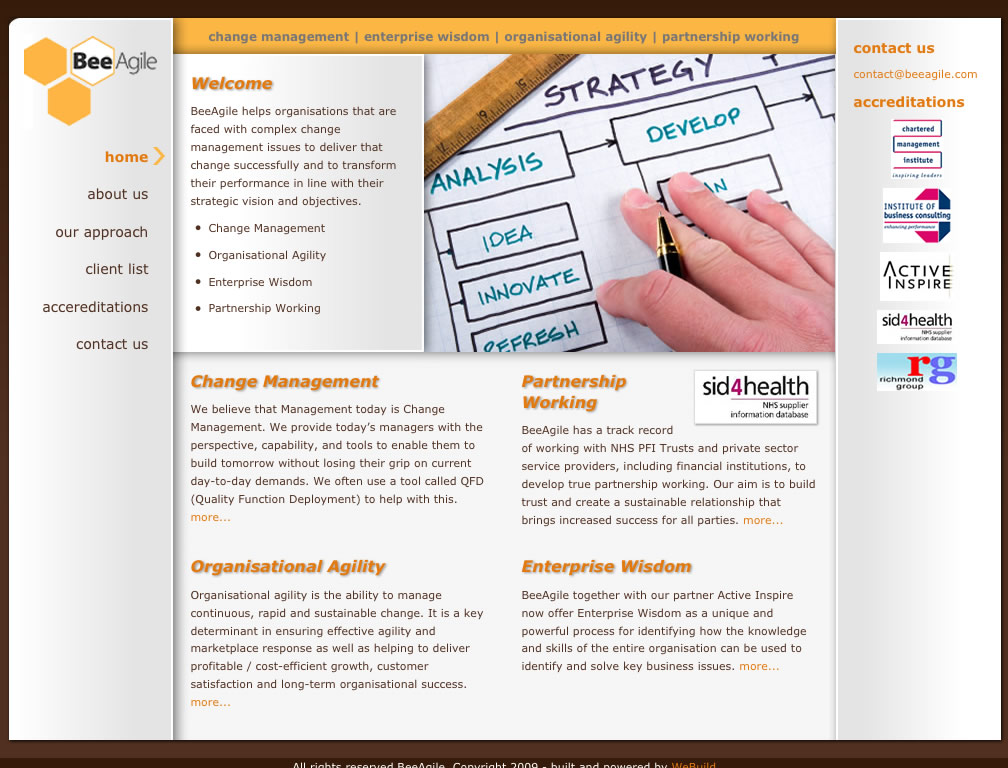 change management | enterprise wisdom | organisational agility | partnership working
BeeAgile
home
about us
our approach
client list
accereditations
contact us
Welcome
BeeAgile helps organisations that are
faced with complex change
management issues to deliver that
change successfully and to transform
their performance in line with their
strategic vision and objectives.
• Change Management
• Organisational Agility
• Enterprise Wisdom
• Partnership Working
STRATEGY
ANALYSIS
DEVELOP
IDEA
INNOVATE
REFRESH
Change Management
We believe that Management today is Change
Management. We provide today’s managers with the
perspective, capability, and tools to enable them to
build tomorrow without losing their grip on current
day-to-day demands. We often use a tool called QFD
(Quality Function Deployment) to help with this.
more...
Partnership
Working
sid4health
NHS supplier
information database
BeeAgile has a track record
of working with NHS PFI Trusts and private sector
service providers, including financial institutions, to
develop true partnership working. Our aim is to build
trust and create a sustainable relationship that
brings increased success for all parties. more...
Organisational Agility
Organisational agility is the ability to manage
continuous, rapid and sustainable change. It is a key
determinant in ensuring effective agility and
marketplace response as well as helping to deliver
profitable / cost-efficient growth, customer
satisfaction and long-term organisational success.
more...
Enterprise Wisdom
BeeAgile together with our partner Active Inspire
now offer Enterprise Wisdom as a unique and
powerful process for identifying how the knowledge
and skills of the entire organisation can be used to
identify and solve key business issues. more...
contact us
contact@beeagile.com
accreditations
chartered
management
institute
inspiring leaders
INSTITUTE OF
business consulting
enhancing performance
ACTIVE
INSPIRE
sid4health
NHS supplier
information database
rg
richmond
group
All rights reserved BeeAgile. Copyright 2009 - built and powered by WeBuild